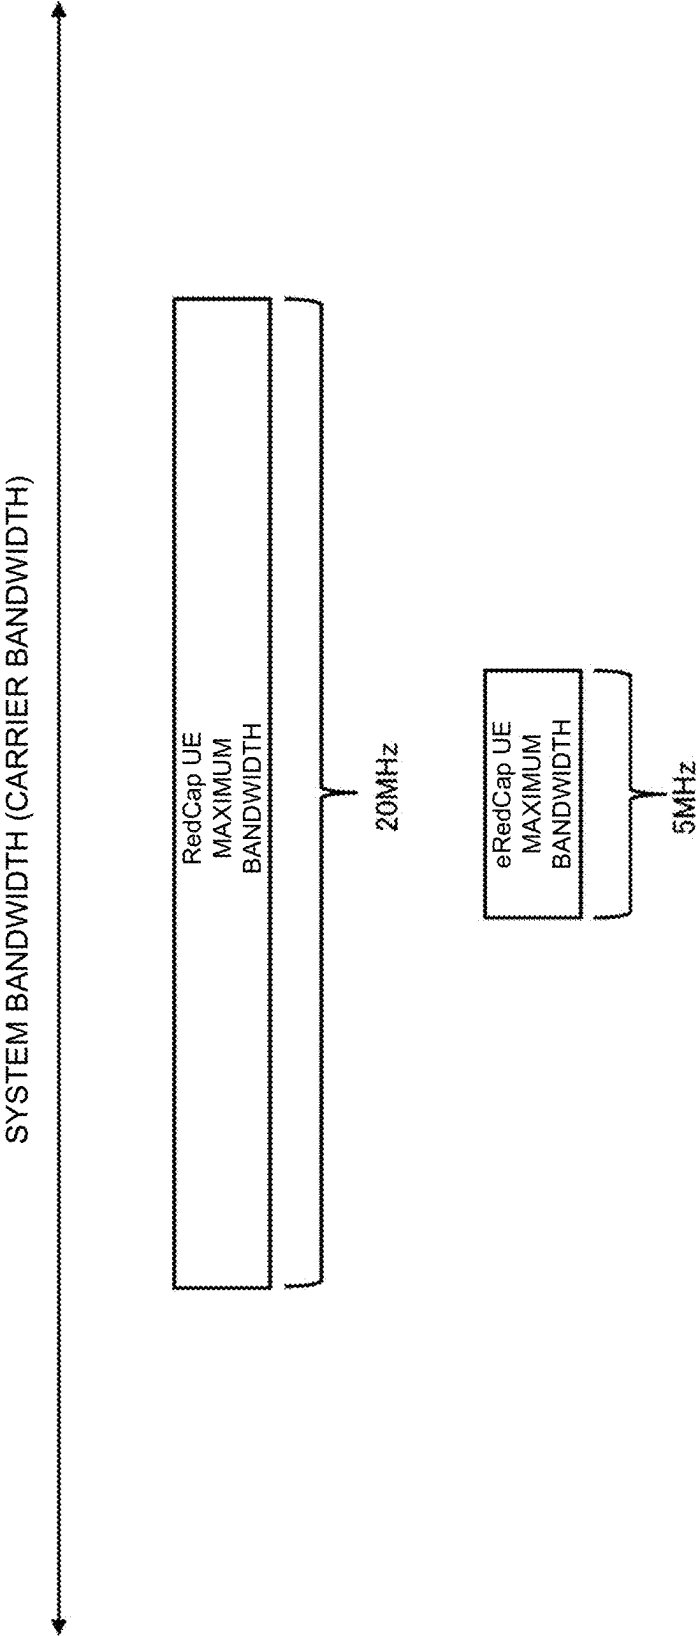 SYSTEM BANDWIDTH (CARRIER BANDWIDTH)
RedCap UE
MAXIMUM
BANDWIDTH
20MHz
eRedCap UE
MAXIMUM
BANDWIDTH
5MHz